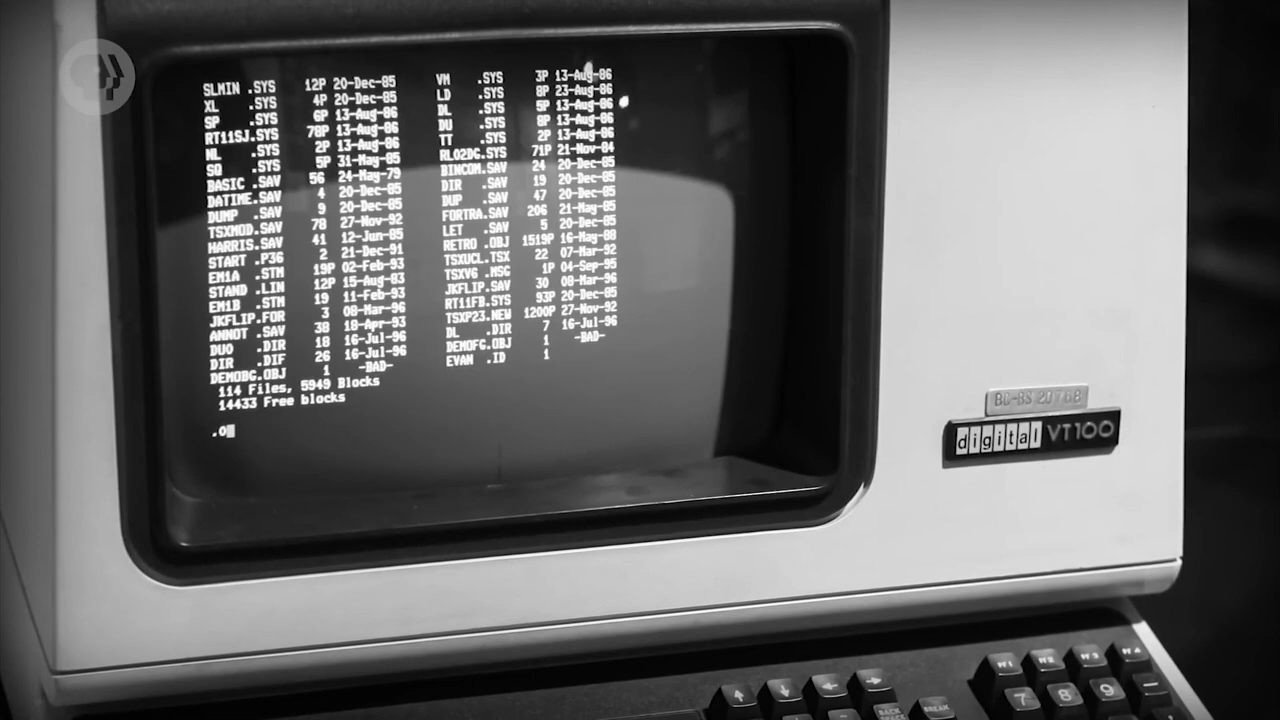 SLMIN .SYS 12P 20-Dec-85 VM .SYS 3P 13-Aug-86
XL .SYS 4P 20-Dec-85 LD .SYS 8P 23-Aug-86
SP .SYS 6P 13-Aug-86 DL .SYS 5P 13-Aug-86
RT11SJ.SYS 78P 13-Aug-86 DU .SYS 8P 13-Aug-86
NL .SYS 2P 13-Aug-86 TT .SYS 2P 13-Aug-86
SQ .SYS 5P 31-May-85 RL02DG.SYS 71P 21-Nov-84
BASIC .SAV 56 24-May-79 BINCOM.SAV 24 20-Dec-85
DATIME.SAV 4 20-Dec-85 DIR .SAV 19 20-Dec-85
DUMP .SAV 9 20-Dec-85 DUP .SAV 47 20-Dec-85
TSXMOD.SAV 78 27-Nov-92 FORTRA.SAV 206 21-May-85
HARRIS.SAV 41 12-Jun-85 LET .SAV 5 20-Dec-85
START .P36 2 21-Dec-91 RETRO .OBJ 1519P 16-May-88
EM1A .STM 19P 02-Feb-93 TSXUCL.TSX 22 07-Mar-92
STAND .LIN 12P 15-Aug-83 TSXV6 .MSG 1P 04-Sep-95
EM1B .STM 19 11-Feb-93 JKFLIP.SAV 30 08-Mar-96
JKFLIP.FOR 3 08-Mar-96 RT11FB.SYS 93P 20-Dec-85
ANNOT .SAV 38 18-Apr-93 TSXP23.NEW 1200P 27-Nov-92
DUO .DIR 18 16-Jul-96 DL .DIR 7 16-Jul-96
DIR .DIF 26 16-Jul-96 DEMOFG.OBJ 1 -BAD-
DEMOBG.OBJ 1 -BAD- EVAN .ID 1
114 Files, 5949 Blocks
14433 Free blocks
.O
digital VT100
BACK SPACE BREAK
7 8 9